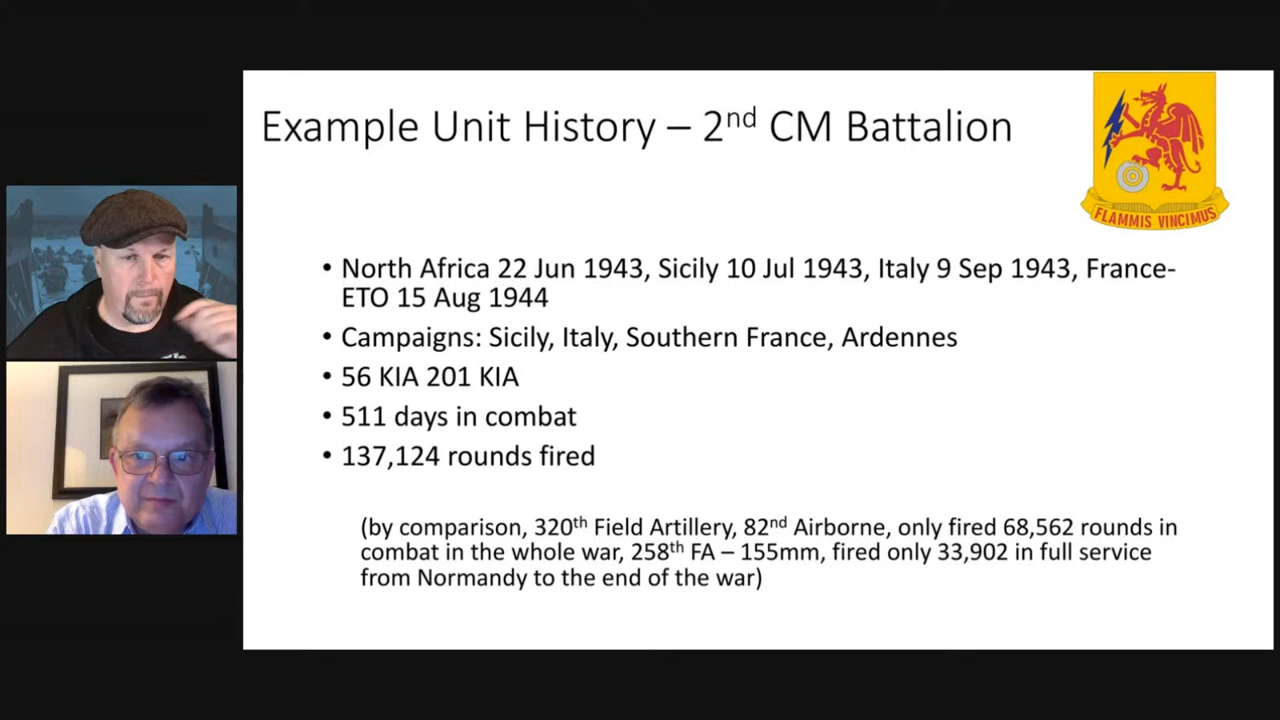 Example Unit History – 2nd CM Battalion
FLAMMIS VINCIMUS
• North Africa 22 Jun 1943, Sicily 10 Jul 1943, Italy 9 Sep 1943, France-
ETO 15 Aug 1944
• Campaigns: Sicily, Italy, Southern France, Ardennes
• 56 KIA 201 KIA
• 511 days in combat
• 137,124 rounds fired
(by comparison, 320th Field Artillery, 82nd Airborne, only fired 68,562 rounds in
combat in the whole war, 258th FA – 155mm, fired only 33,902 in full service
from Normandy to the end of the war)